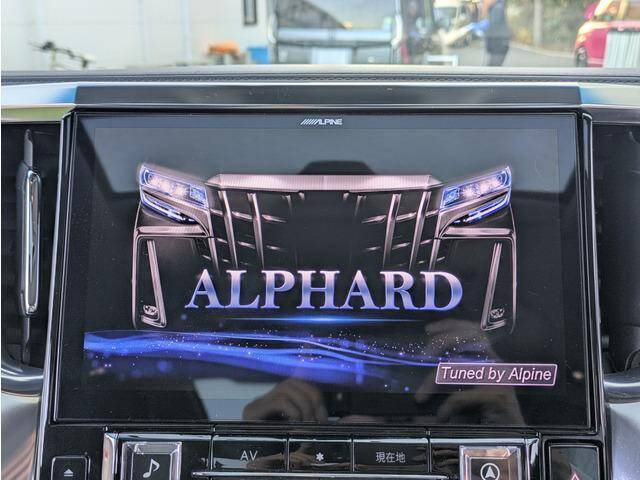 ALPINE
ALPHARD
Tuned by Alpine
AV
*
現在地